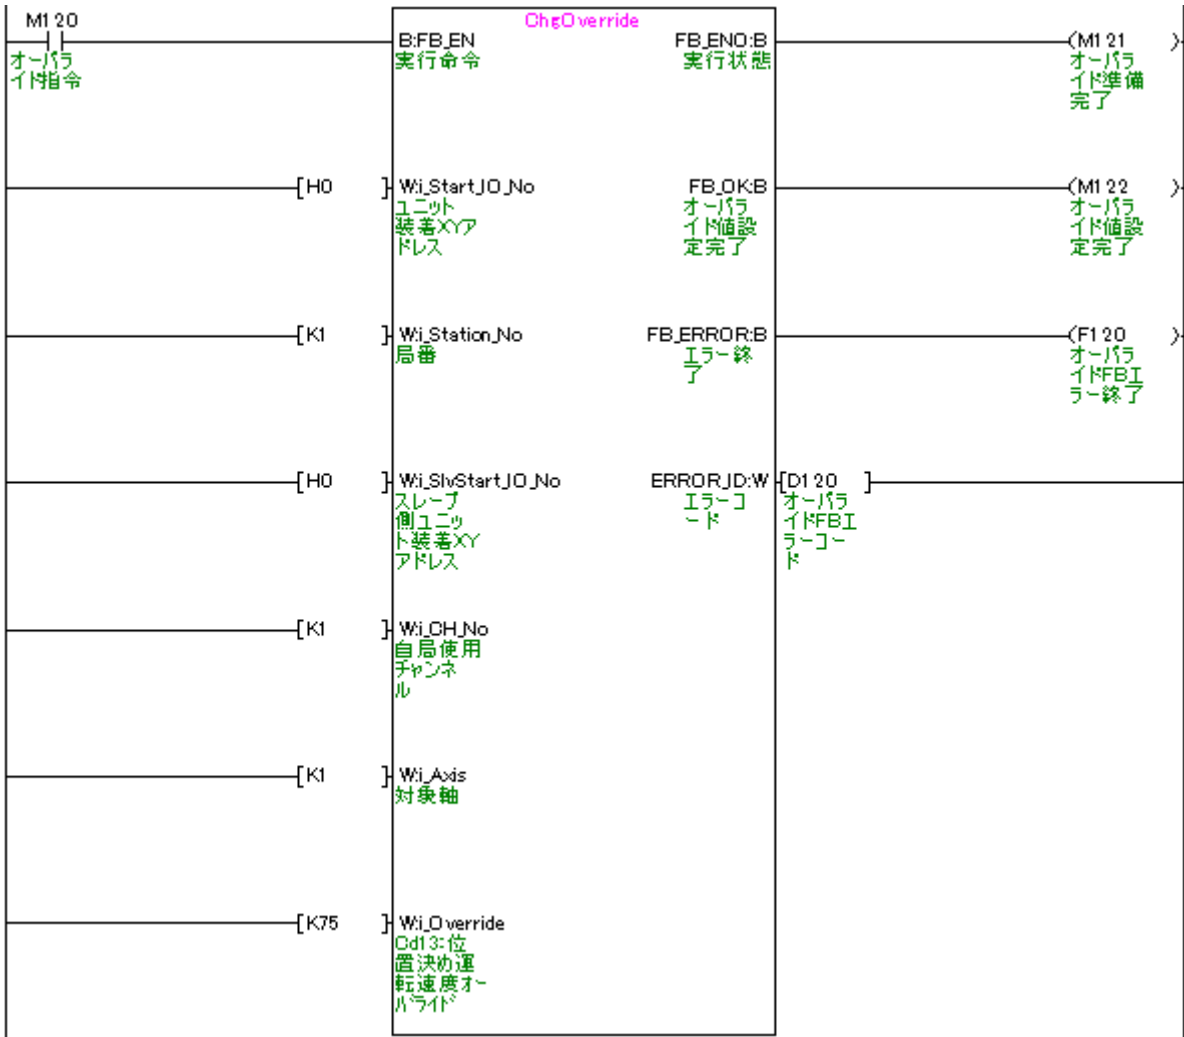 M120
オーバラ
イド指令
ChgOverride
B:FB_EN
実行命令
FB_ENO:B
実行状態
(M121 )
オーバラ
イド準備
完了
[H0 ]
W:i_Start_IO_No
ユニット
装着XYア
ドレス
FB_OK:B
オーバラ
イド値設
定完了
(M122 )
オーバラ
イド値設
定完了
[K1 ]
W:i_Station_No
局番
FB_ERROR:B
エラー終
了
(F120 )
オーバラ
イドFBエ
ラー終了
[H0 ]
W:i_SlvStart_IO_No
スレーブ
側ユニッ
ト装着XY
アドレス
ERROR_ID:W
エラーコ
ード
[D120 ]
オーバラ
イドFBエ
ラーコー
ド
[K1 ]
W:i_CH_No
自局使用
チャンネ
ル
[K1 ]
W:i_Axis
対象軸
[K75 ]
W:i_Override
Cd13:位
置決め運
転速度オー
バライド